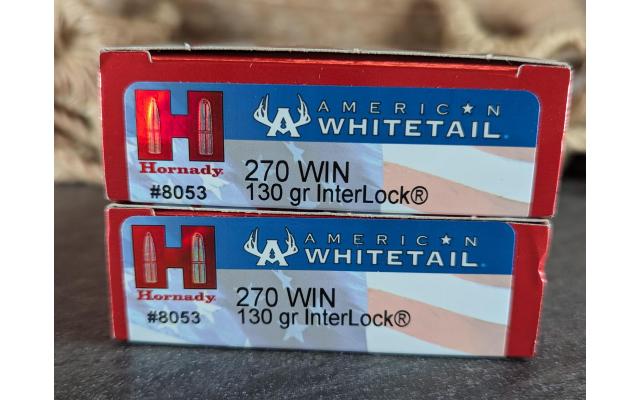 H
AMERICAN
WHITETAIL
Hornady
270 WIN
#8053
130 gr InterLock®
H
AMERICAN
WHITETAIL
Hornady
270 WIN
#8053
130 gr InterLock®